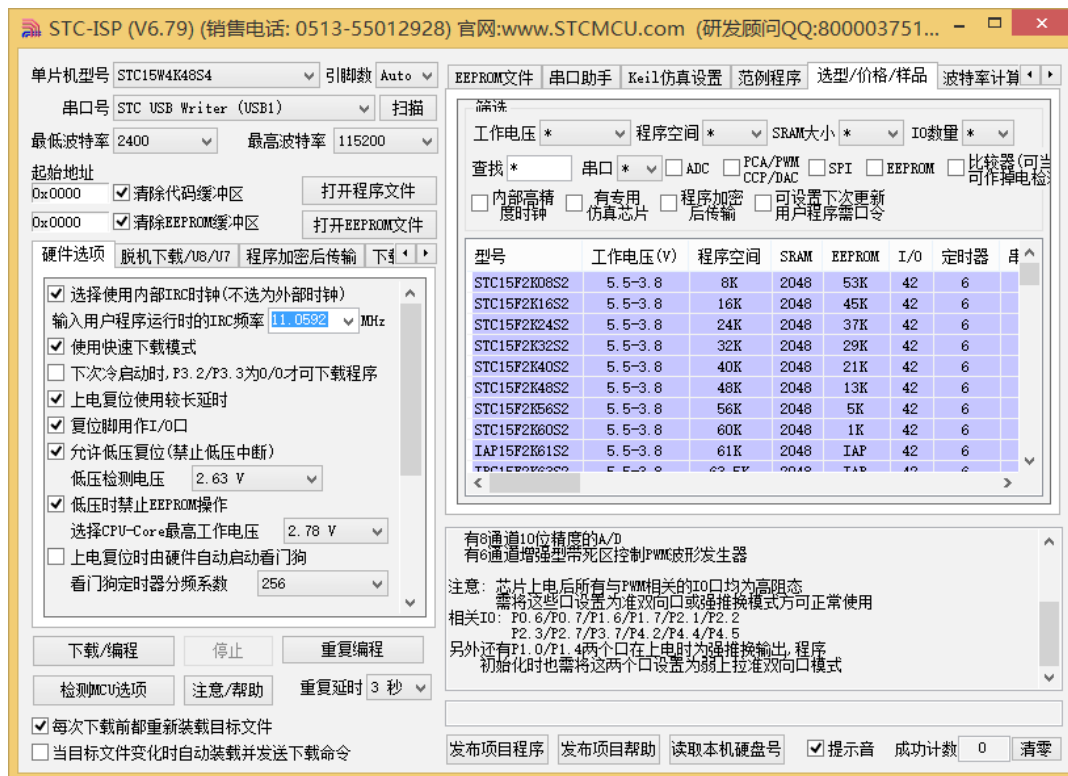 STC-ISP (V6.79) (销售电话: 0513-55012928) 官网:www.STCMCU.com (研发顾问QQ:800003751...
单片机型号 STC15W4K48S4 引脚数 Auto
串口号 STC USB Writer (USB1) 扫描
最低波特率 2400 最高波特率 115200
起始地址
0x0000 清除代码缓冲区 打开程序文件
0x0000 清除EEPROM缓冲区 打开EEPROM文件
硬件选项 脱机下载/U8/U7 程序加密后传输
选择使用内部IRC时钟(不选为外部时钟)
输入用户程序运行时的IRC频率 11.0592 MHz
使用快速下载模式
下次冷启动时,P3.2/P3.3为0/0才可下载程序
上电复位使用较长延时
复位脚用作I/O口
允许低压复位(禁止低压中断)
低压检测电压 2.63 V
低压时禁止EEPROM操作
选择CPU-Core最高工作电压 2.78 V
上电复位时由硬件自动启动看门狗
看门狗定时器分频系数 256
下载/编程 停止 重复编程
检测MCU选项 注意/帮助 重复延时 3 秒
每次下载前都重新装载目标文件
当目标文件变化时自动装载并发送下载命令
EEPROM文件 串口助手 Keil仿真设置 范例程序 选型/价格/样品 波特率计算
筛选
工作电压 * 程序空间 * SRAM大小 * IO数量 *
查找 * 串口 * ADC PCA/PWM CCP/DAC SPI EEPROM 比较器(可当 可作掉电检测
内部高精度时钟 有专用仿真芯片 程序加密后传输 可设置下次更新用户程序需口令
型号 工作电压(V) 程序空间 SRAM EEPROM I/O 定时器 串
STC15F2K08S2 5.5-3.8 8K 2048 53K 42 6
STC15F2K16S2 5.5-3.8 16K 2048 45K 42 6
STC15F2K24S2 5.5-3.8 24K 2048 37K 42 6
STC15F2K32S2 5.5-3.8 32K 2048 29K 42 6
STC15F2K40S2 5.5-3.8 40K 2048 21K 42 6
STC15F2K48S2 5.5-3.8 48K 2048 13K 42 6
STC15F2K56S2 5.5-3.8 56K 2048 5K 42 6
STC15F2K60S2 5.5-3.8 60K 2048 1K 42 6
IAP15F2K61S2 5.5-3.8 61K 2048 IAP 42 6
有8通道10位精度的A/D
有6通道增强型带死区控制PWM波形发生器
注意: 芯片上电后所有与PWM相关的IO口均为高阻态
需将这些口设置为准双向口或强推挽模式方可正常使用
相关IO: P0.6/P0.7/P1.6/P1.7/P2.1/P2.2
P2.3/P2.7/P3.7/P4.2/P4.4/P4.5
另外还有P1.0/P1.4两个口在上电时为强推挽输出,程序
初始化时也需将这两个口设置为弱上拉准双向口模式
发布项目程序 发布项目帮助 读取本机硬盘号 提示音 成功计数 0 清零